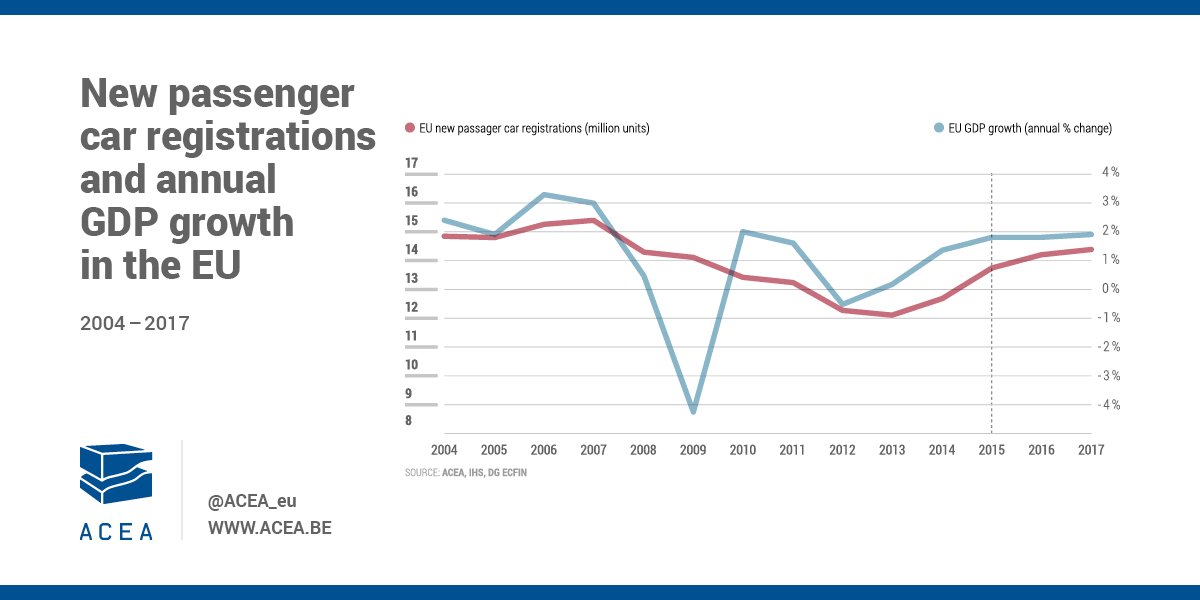 New passenger
car registrations
and annual
GDP growth
in the EU
2004 – 2017
EU new passager car registrations (million units)
EU GDP growth (annual % change)
17
16
15
14
13
12
11
10
9
8
4%
3%
2%
1%
0%
-1%
-2%
-3%
-4%
2004 2005 2006 2007 2008 2009 2010 2011 2012 2013 2014 2015 2016 2017
SOURCE: ACEA, IHS, DG ECFIN
ACEA
@ACEA_eu
WWW.ACEA.BE